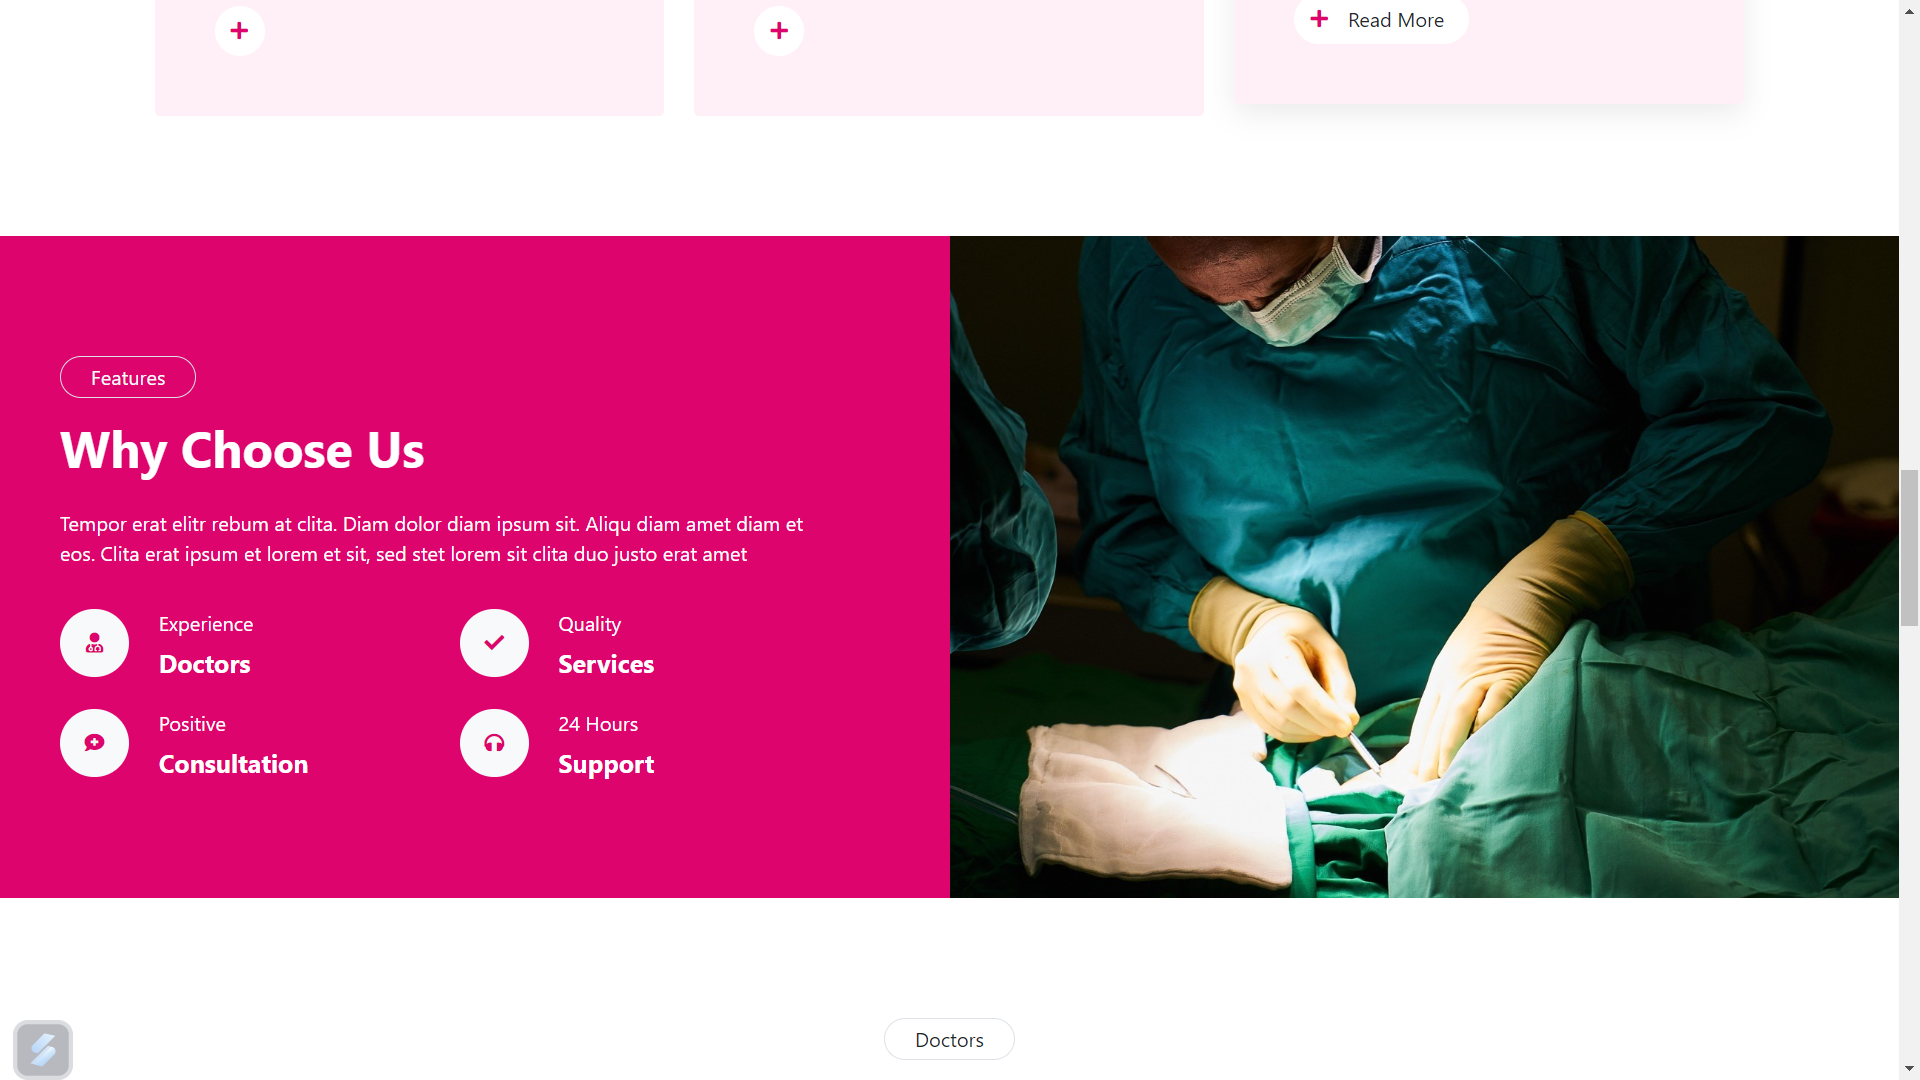 Read More
Features
Why Choose Us
Tempor erat elitr rebum at clita. Diam dolor diam ipsum sit. Aliqu diam amet diam et
eos. Clita erat ipsum et lorem et sit, sed stet lorem sit clita duo justo erat amet
Experience
Doctors
Quality
Services
Positive
Consultation
24 Hours
Support
Doctors